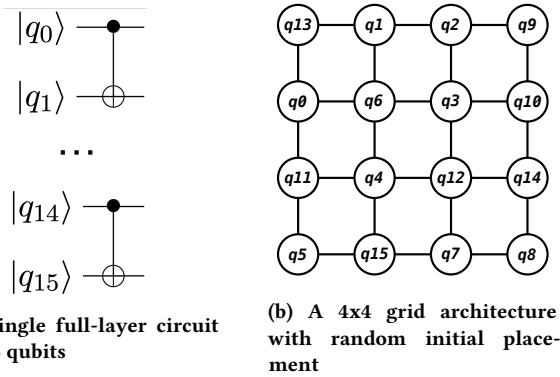 |q0⟩
|q1⟩
...
|q14⟩
|q15⟩
ingle full-layer circuit
qubits
q13 q1 q2 q9
q0 q6 q3 q10
q11 q4 q12 q14
q5 q15 q7 q8
(b) A 4x4 grid architecture
with random initial place-
ment